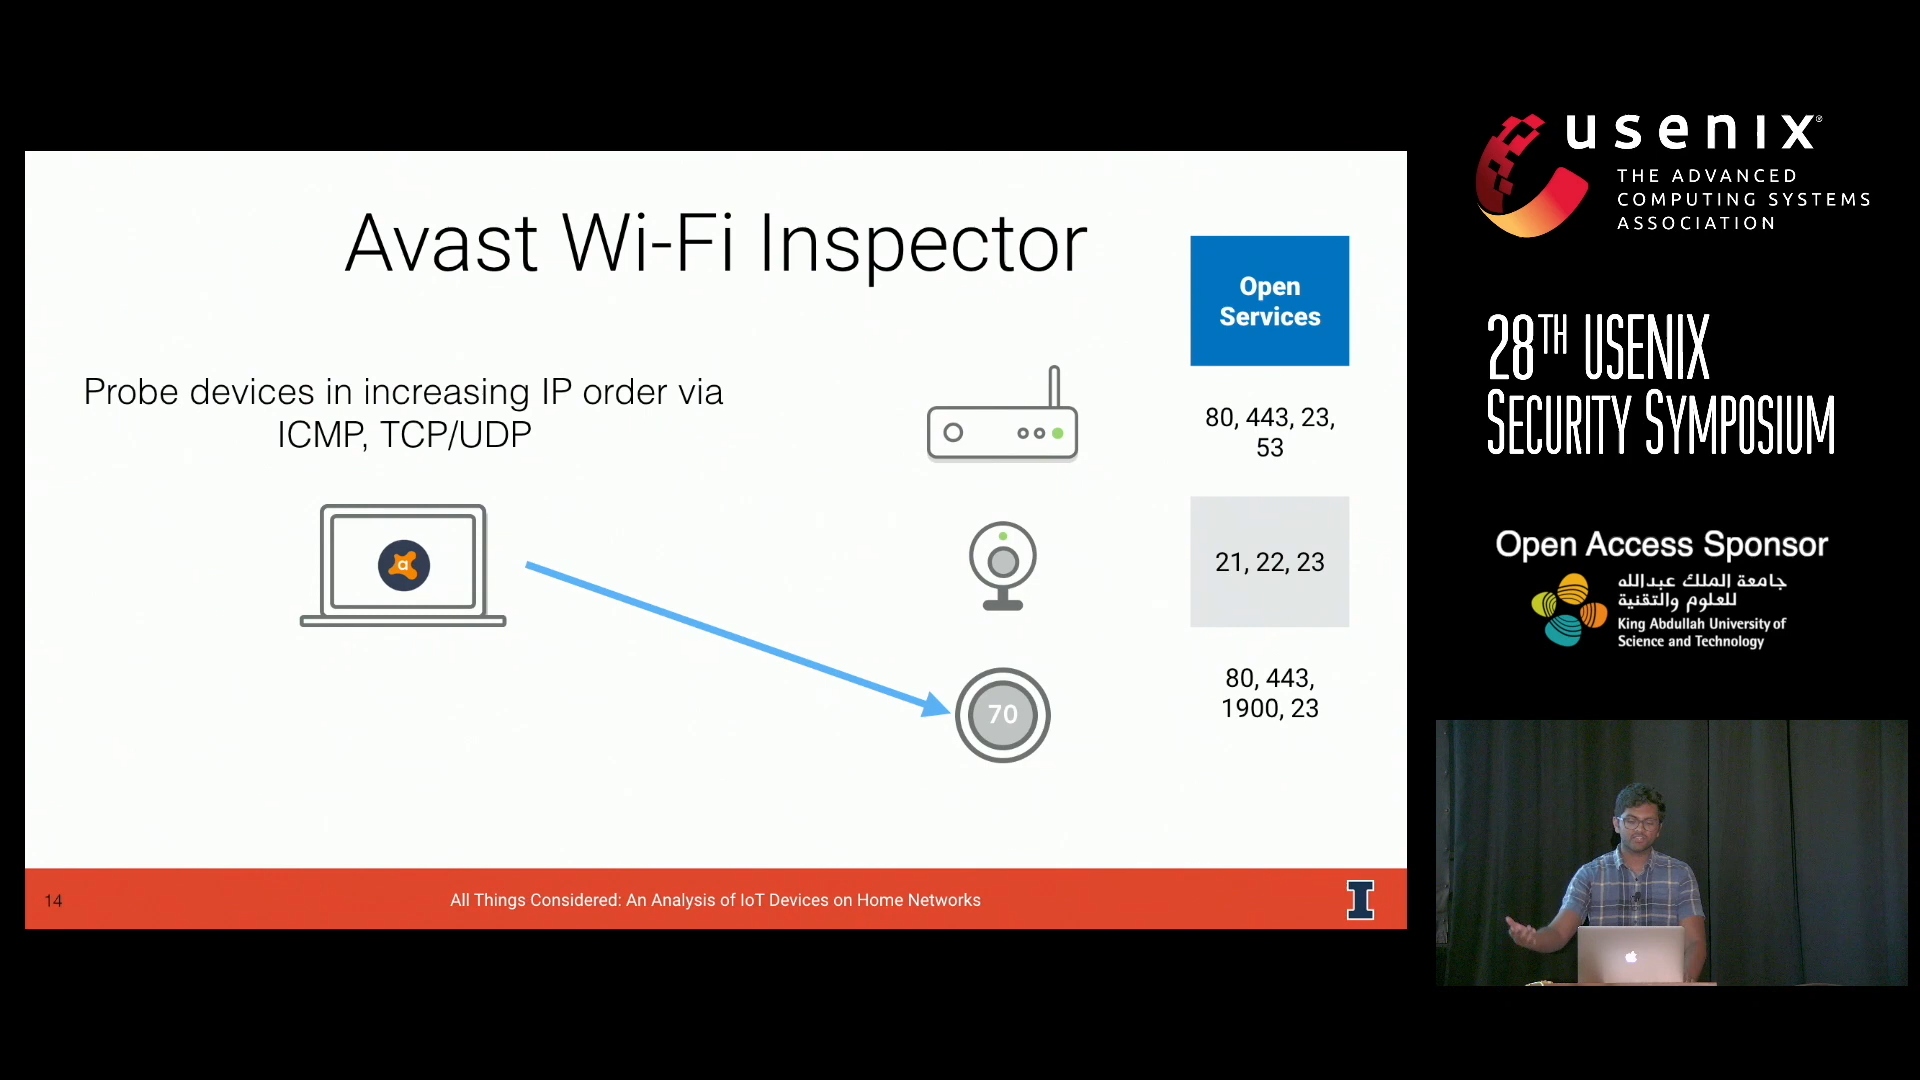 Avast Wi-Fi Inspector
Probe devices in increasing IP order via
ICMP, TCP/UDP
a
70
Open
Services
80, 443, 23,
53
21, 22, 23
80, 443,
1900, 23
14
All Things Considered: An Analysis of IoT Devices on Home Networks
I
usenix®
THE ADVANCED
COMPUTING SYSTEMS
ASSOCIATION
28TH USENIX
SECURITY SYMPOSIUM
Open Access Sponsor
جامعة الملك عبدالله
للعلوم والتقنية
King Abdullah University of
Science and Technology